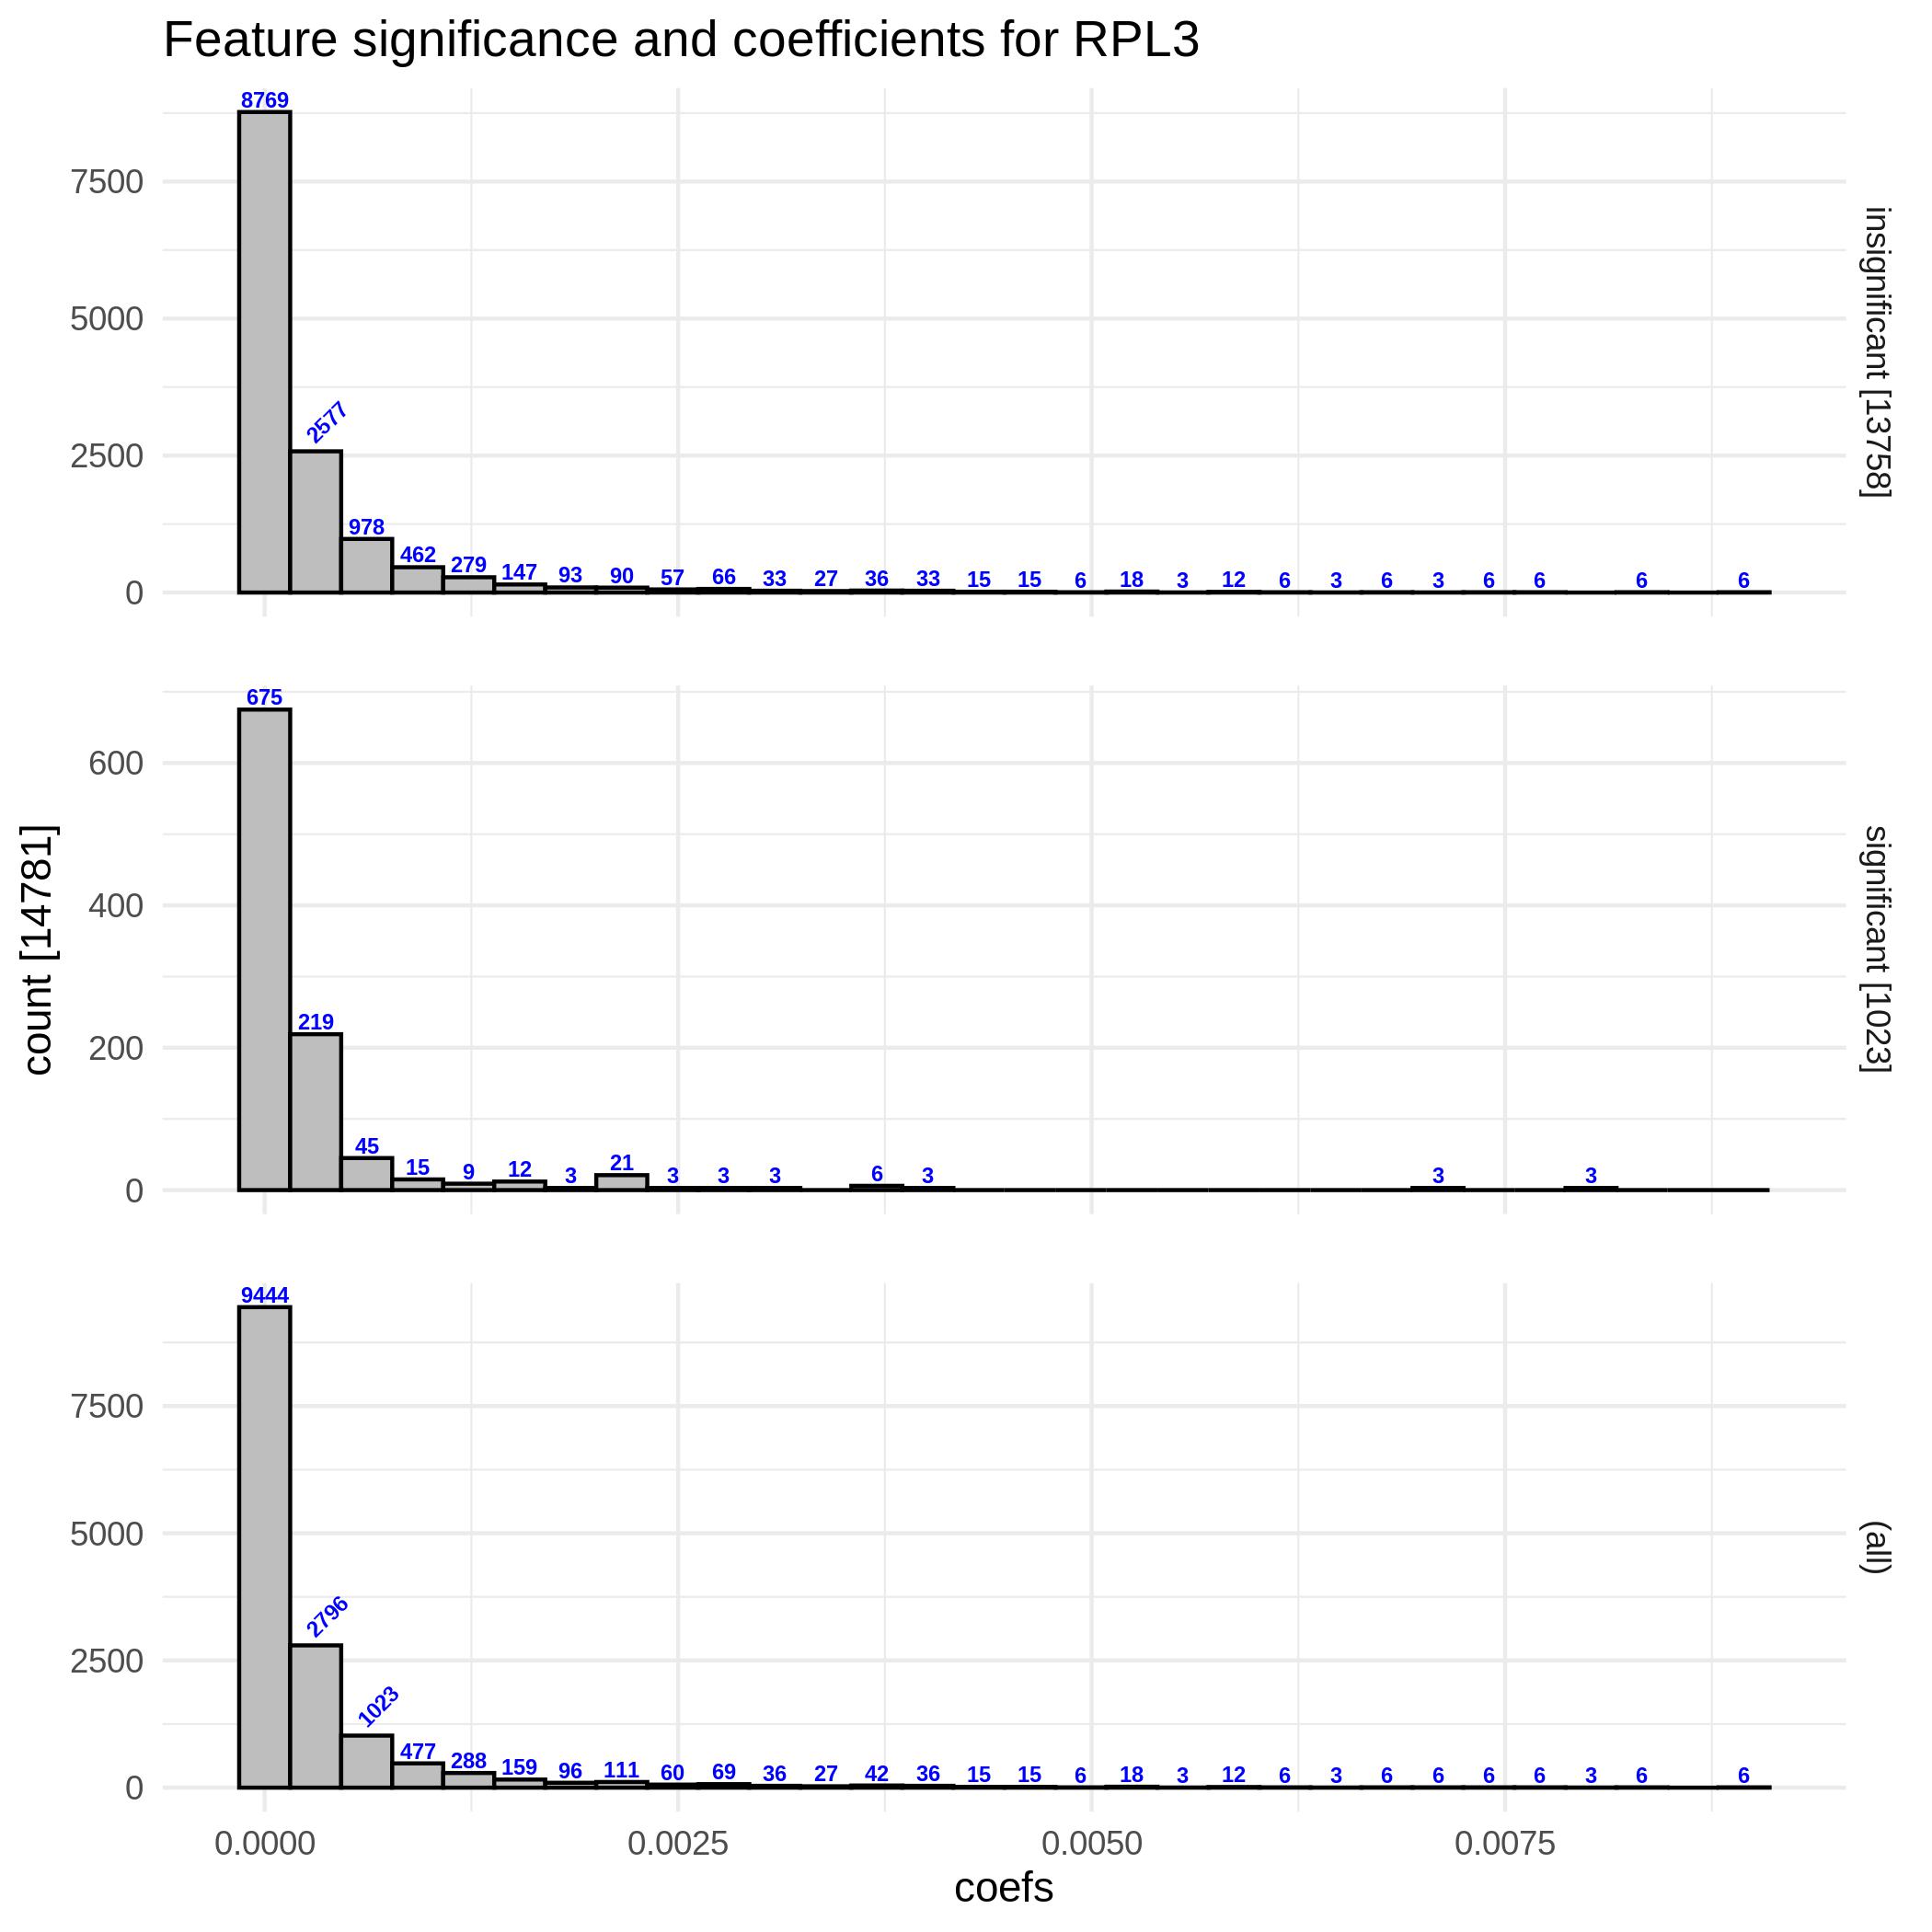 Feature significance and coefficients for RPL3
8769
2577
978 462 279 147 93 90 57 66 33 27 36 33 15 15 6 18 3 12 6 3 6 3 6 6 6 6
7500
5000
2500
0
insignificant [13758]
675
219
45 15 9 12 3 21 3 3 3 6 3 3 3
600
400
200
0
significant [1023]
count [14781]
9444
2796
1023
477 288 159 96 111 60 69 36 27 42 36 15 15 6 18 3 12 6 3 6 6 6 6 3 6 6
7500
5000
2500
0
(all)
0.0000 0.0025 0.0050 0.0075
coefs